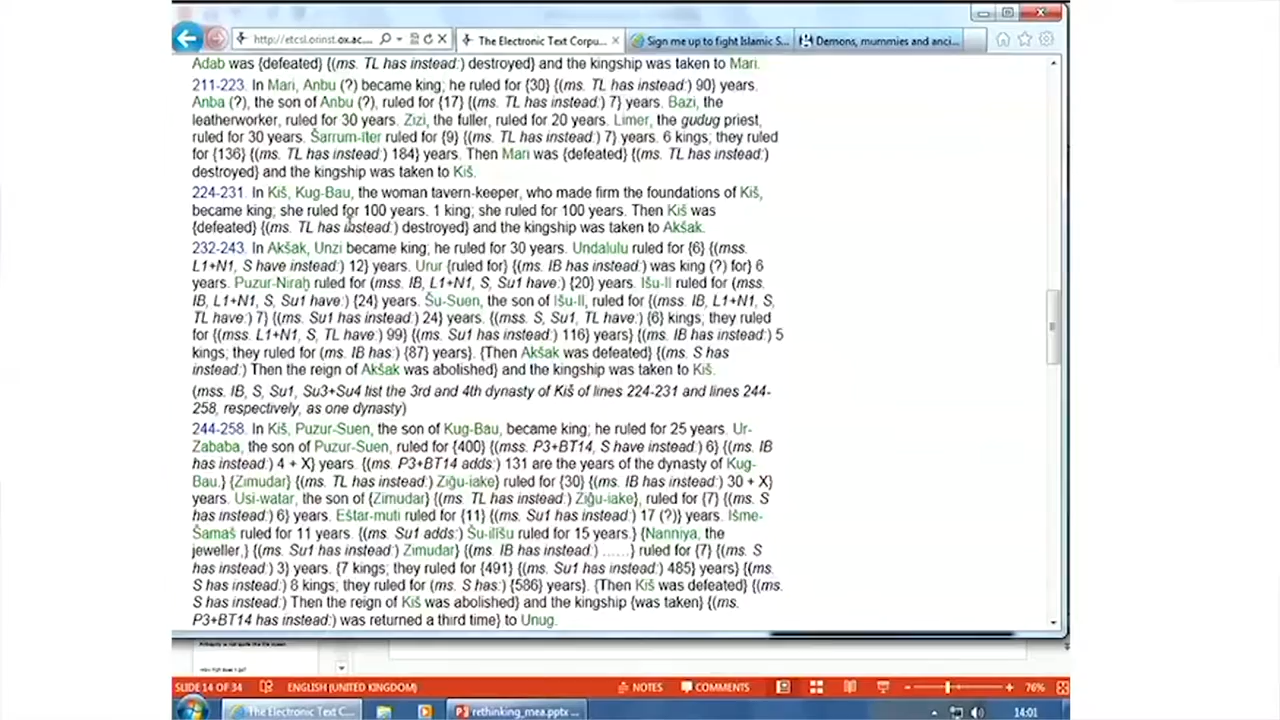 http://etcsl.orinst.ox.ac....
The Electronic Text Corpu...
Sign me up to fight Islamic S...
Demons, mummies and anci...
Adab was {defeated} {(ms. TL has instead:) destroyed} and the kingship was taken to Mari.
211-223. In Mari, Anbu (?) became king; he ruled for {30} {(ms. TL has instead:) 90} years.
Anba (?), the son of Anbu (?), ruled for {17} {(ms. TL has instead:) 7} years. Bazi, the
leatherworker, ruled for 30 years. Zizi, the fuller, ruled for 20 years. Limer, the gudug priest,
ruled for 30 years. Šarrum-īter ruled for {9} {(ms. TL has instead:) 7} years. 6 kings; they ruled
for {136} {(ms. TL has instead:) 184} years. Then Mari was {defeated} {(ms. TL has instead:)
destroyed} and the kingship was taken to Kiš.
224-231. In Kiš, Kug-Bau, the woman tavern-keeper, who made firm the foundations of Kiš,
became king; she ruled for 100 years. 1 king; she ruled for 100 years. Then Kiš was
{defeated} {(ms. TL has instead:) destroyed} and the kingship was taken to Akšak.
232-243. In Akšak, Unzi became king; he ruled for 30 years. Undalulu ruled for {6} {(mss.
L1+N1, S have instead:) 12} years. Urur {ruled for} {(ms. IB has instead:) was king (?) for} 6
years. Puzur-Niraḫ ruled for (mss. IB, L1+N1, S, Su1 have:) {20} years. Išu-Il ruled for (mss.
IB, L1+N1, S, Su1 have:) {24} years. Šu-Suen, the son of Išu-Il, ruled for {(mss. IB, L1+N1, S,
TL have:) 7} {(ms. Su1 has instead:) 24} years. {(mss. S, Su1, TL have:) {6} kings; they ruled
for {(mss. L1+N1, S, TL have:) 99} {(ms. Su1 has instead:) 116} years} {(ms. IB has instead:) 5
kings; they ruled for (ms. IB has:) {87} years}. {Then Akšak was defeated} {(ms. S has
instead:) Then the reign of Akšak was abolished} and the kingship was taken to Kiš.
(mss. IB, S, Su1, Su3+Su4 list the 3rd and 4th dynasty of Kiš of lines 224-231 and lines 244-
258, respectively, as one dynasty)
244-258. In Kiš, Puzur-Suen, the son of Kug-Bau, became king; he ruled for 25 years. Ur-
Zababa, the son of Puzur-Suen, ruled for {400} {(mss. P3+BT14, S have instead:) 6} {(ms. IB
has instead:) 4 + X} years. {(ms. P3+BT14 adds:) 131 are the years of the dynasty of Kug-
Bau.} {Zimudar} {(ms. TL has instead:) Ziĝu-iake} ruled for {30} {(ms. IB has instead:) 30 + X}
years. Usi-watar, the son of {Zimudar} {(ms. TL has instead:) Ziĝu-iake}, ruled for {7} {(ms. S
has instead:) 6} years. Eštar-muti ruled for {11} {(ms. Su1 has instead:) 17 (?)} years. Išme-
Šamaš ruled for 11 years. {(ms. Su1 adds:) Šu-ilīšu ruled for 15 years.} {Nanniya, the
jeweller,} {(ms. Su1 has instead:) Zimudar} {(ms. IB has instead:) ......} ruled for {7} {(ms. S
has instead:) 3} years. {7 kings; they ruled for {491} {(ms. Su1 has instead:) 485} years} {(ms.
S has instead:) 8 kings; they ruled for (ms. S has:) {586} years}. {Then Kiš was defeated} {(ms.
S has instead:) Then the reign of Kiš was abolished} and the kingship {was taken} {(ms.
P3+BT14 has instead:) was returned a third time} to Unug.
SLIDE 14 OF 34
ENGLISH (UNITED KINGDOM)
NOTES
COMMENTS
76%
The Electronic Text C...
rethinking_mea.pptx ...
14:01